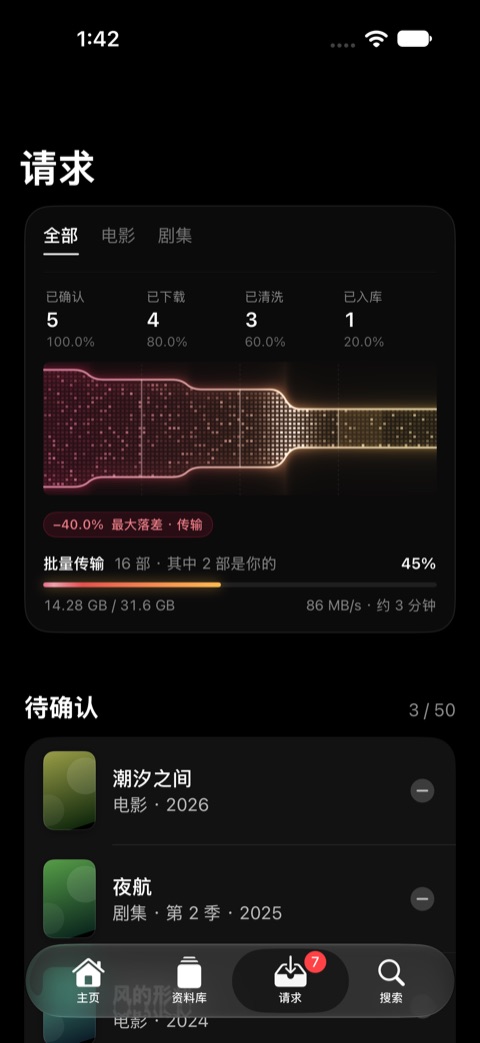 1:42
请求
全部 电影 剧集
已确认 已下载 已清洗 已入库
5 4 3 1
100.0% 80.0% 60.0% 20.0%
−40.0% 最大落差 · 传输
批量传输 16 部 · 其中 2 部是你的 45%
14.28 GB / 31.6 GB 86 MB/s · 约 3 分钟
待确认 3 / 50
潮汐之间
电影 · 2026
夜航
剧集 · 第 2 季 · 2025
风的形
电影 · 2024
7
主页 资料库 请求 搜索